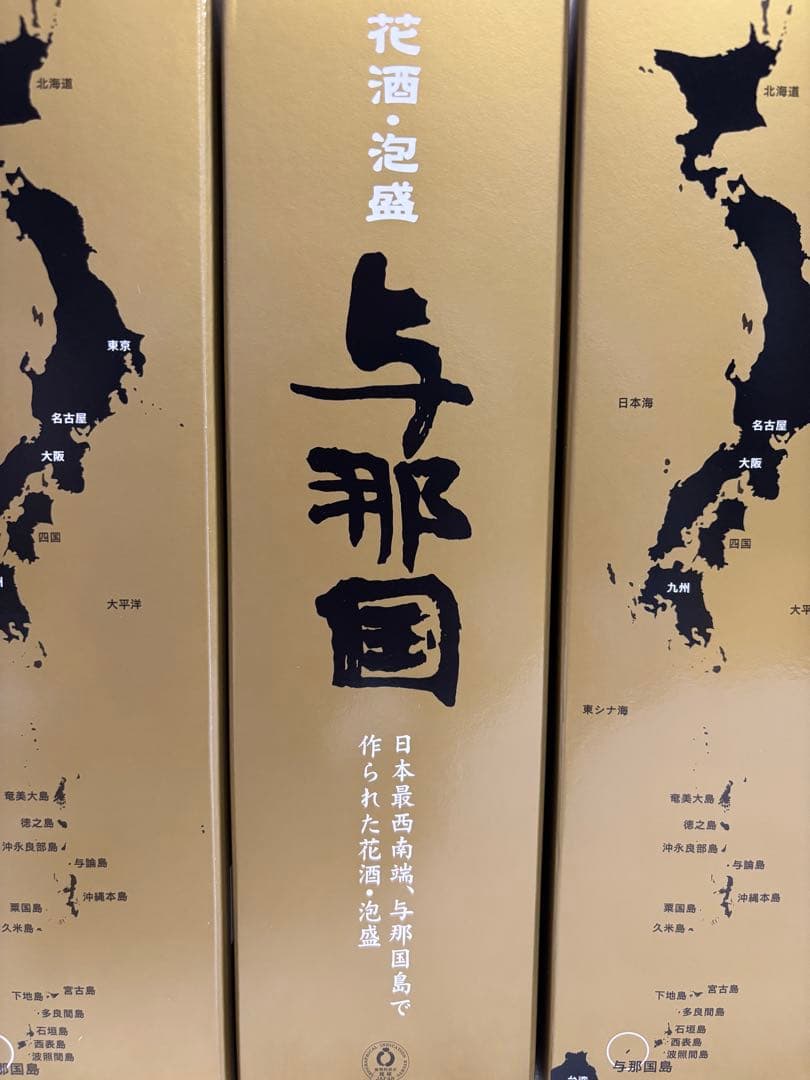 北海道
東京
名古屋
大阪
四国
大平洋
奄美大島
徳之島
沖永良部島
与論島
沖縄本島
粟国島
久米島
下地島
宮古島
多良間島
石垣島
西表島
波照間島
那国島
花酒・泡盛
与那国
日本最西南端、与那国島で
作られた花酒・泡盛
北海道
日本海
名古屋
大阪
四国
九州
大平
東シナ海
奄美大島
徳之島
沖永良部島
与論島
沖縄本島
粟国島
久米島
下地島
宮古島
多良間島
石垣島
西表島
波照間島
与那国島
台湾